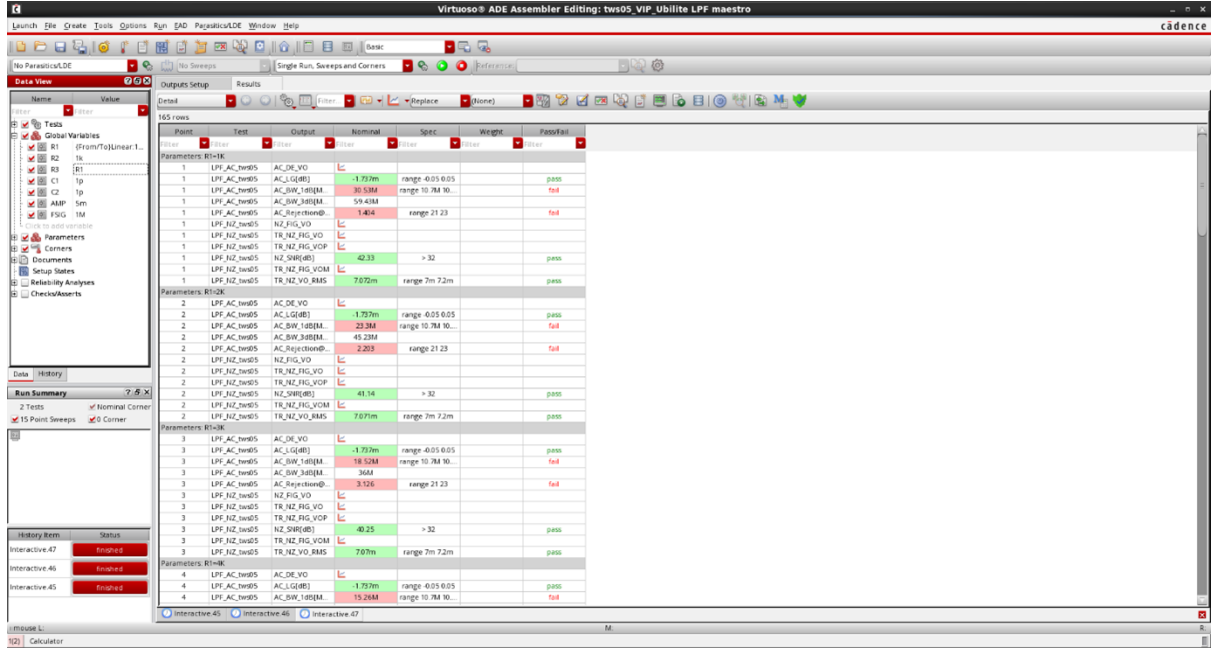 Virtuoso® ADE Assembler Editing: tws05_VIP_Ubilite LPF maestro
Launch File Create Tools Options Run EAD Parasitics/LDE Window Help
cādence
Basic
No Parasitics/LDE No Sweeps Single Run, Sweeps and Corners Reference:
Data View
Name Value
Filter Filter
Tests
Global Variables
R1 {From/To}Linear:1...
R2 1k
R3 R1
C1 1p
C2 1p
AMP 5m
FSIG 1M
Click to add variable
Parameters
Corners
Documents
Setup States
Reliability Analyses
Checks/Asserts
Data History
Run Summary
2 Tests Nominal Corner
15 Point Sweeps 0 Corner
History Item Status
Interactive.47 finished
Interactive.46 finished
Interactive.45 finished
Outputs Setup Results
Detail Filter... Replace (None)
165 rows
Point Test Output Nominal Spec Weight Pass/Fail
Filter Filter Filter Filter Filter Filter Filter
Parameters: R1=1K
1 LPF_AC_tws05 AC_DE_VO
1 LPF_AC_tws05 AC_LG[dB] -1.737m range -0.05 0.05 pass
1 LPF_AC_tws05 AC_BW_1dB[M... 30.53M range 10.7M 10.... fail
1 LPF_AC_tws05 AC_BW_3dB[M... 59.43M
1 LPF_AC_tws05 AC_Rejection@... 1.404 range 21 23 fail
1 LPF_NZ_tws05 NZ_FIG_VO
1 LPF_NZ_tws05 TR_NZ_FIG_VO
1 LPF_NZ_tws05 TR_NZ_FIG_VOP
1 LPF_NZ_tws05 NZ_SNR[dB] 42.33 > 32 pass
1 LPF_NZ_tws05 TR_NZ_FIG_VOM
1 LPF_NZ_tws05 TR_NZ_VO_RMS 7.072m range 7m 7.2m pass
Parameters: R1=2K
2 LPF_AC_tws05 AC_DE_VO
2 LPF_AC_tws05 AC_LG[dB] -1.737m range -0.05 0.05 pass
2 LPF_AC_tws05 AC_BW_1dB[M... 23.3M range 10.7M 10.... fail
2 LPF_AC_tws05 AC_BW_3dB[M... 45.23M
2 LPF_AC_tws05 AC_Rejection@... 2.203 range 21 23 fail
2 LPF_NZ_tws05 NZ_FIG_VO
2 LPF_NZ_tws05 TR_NZ_FIG_VO
2 LPF_NZ_tws05 TR_NZ_FIG_VOP
2 LPF_NZ_tws05 NZ_SNR[dB] 41.14 > 32 pass
2 LPF_NZ_tws05 TR_NZ_FIG_VOM
2 LPF_NZ_tws05 TR_NZ_VO_RMS 7.071m range 7m 7.2m pass
Parameters: R1=3K
3 LPF_AC_tws05 AC_DE_VO
3 LPF_AC_tws05 AC_LG[dB] -1.737m range -0.05 0.05 pass
3 LPF_AC_tws05 AC_BW_1dB[M... 18.52M range 10.7M 10.... fail
3 LPF_AC_tws05 AC_BW_3dB[M... 36M
3 LPF_AC_tws05 AC_Rejection@... 3.126 range 21 23 fail
3 LPF_NZ_tws05 NZ_FIG_VO
3 LPF_NZ_tws05 TR_NZ_FIG_VO
3 LPF_NZ_tws05 TR_NZ_FIG_VOP
3 LPF_NZ_tws05 NZ_SNR[dB] 40.25 > 32 pass
3 LPF_NZ_tws05 TR_NZ_FIG_VOM
3 LPF_NZ_tws05 TR_NZ_VO_RMS 7.07m range 7m 7.2m pass
Parameters: R1=4K
4 LPF_AC_tws05 AC_DE_VO
4 LPF_AC_tws05 AC_LG[dB] -1.737m range -0.05 0.05 pass
4 LPF_AC_tws05 AC_BW_1dB[M... 15.26M range 10.7M 10.... fail
Interactive.45 Interactive.46 Interactive.47
mouse L: M: R:
1(2) Calculator